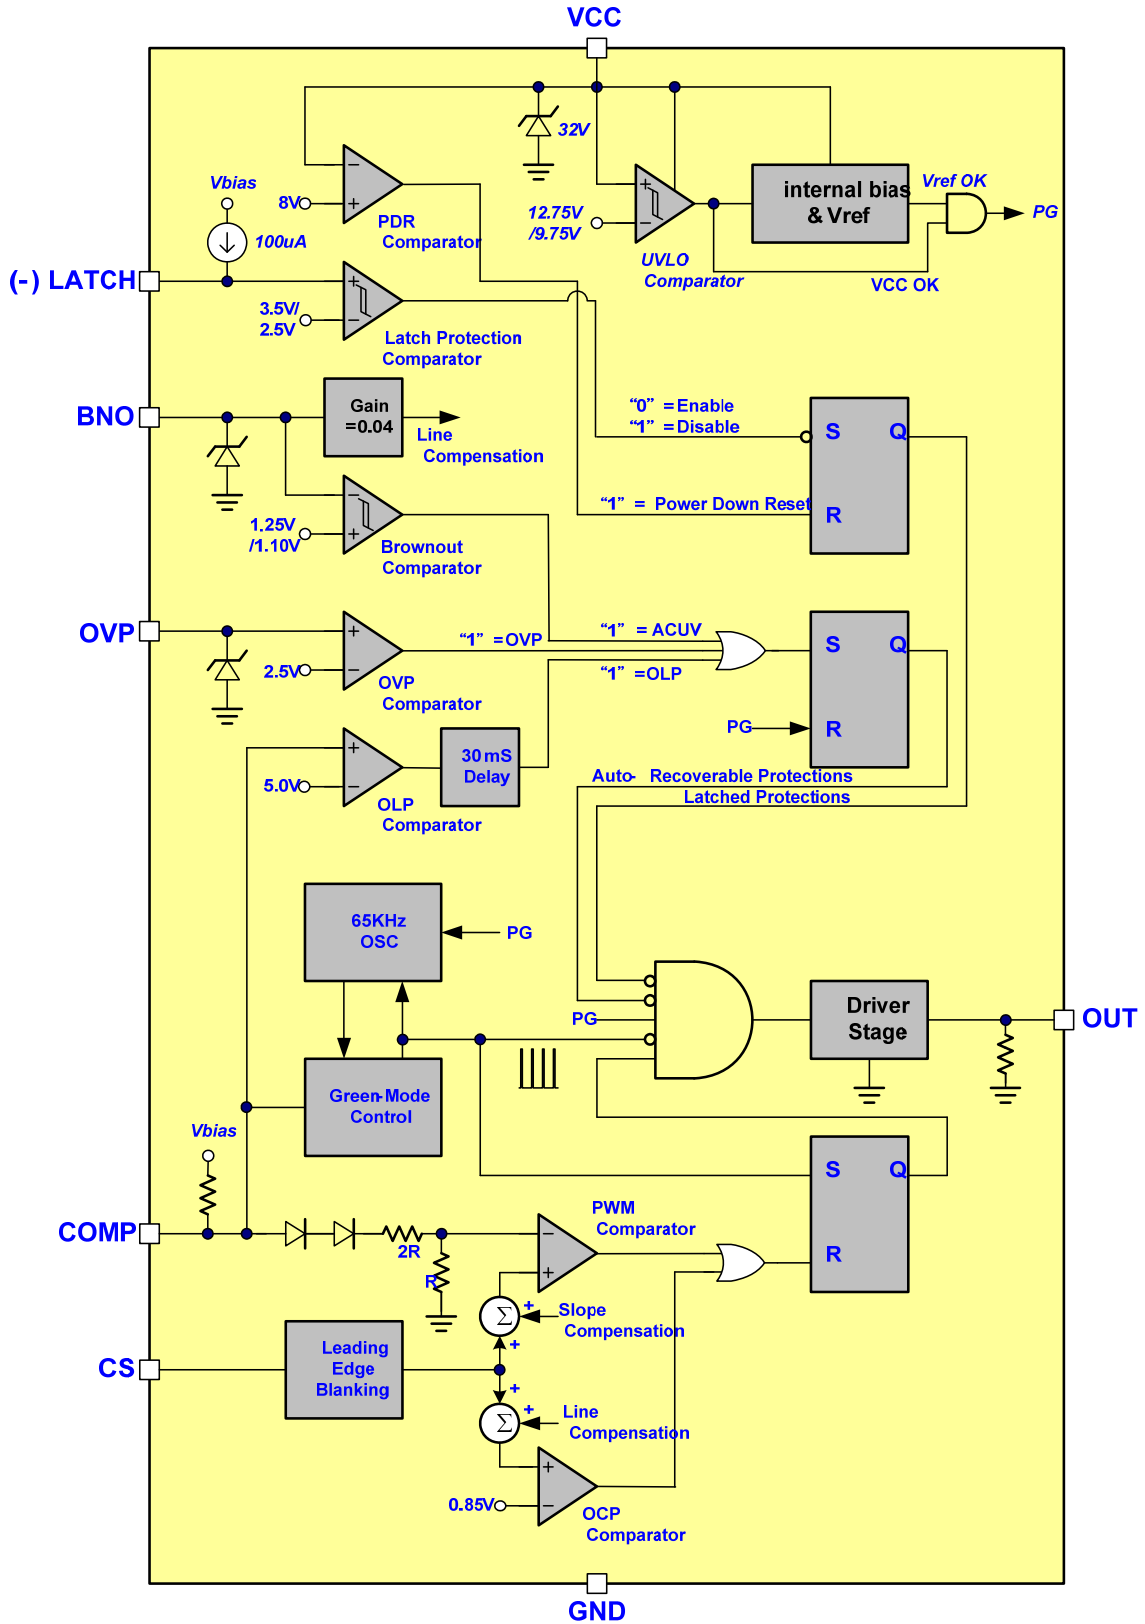 VCC
32V
Vbias
8V
PDR
Comparator
100uA
12.75V
/9.75V
UVLO
Comparator
internal bias
& Vref
Vref OK
PG
VCC OK
(-) LATCH
3.5V/
2.5V
Latch Protection
Comparator
BNO
Gain
=0.04
Line
Compensation
“0” =Enable
“1” =Disable
S
Q
“1” = Power Down Reset
R
1.25V
/1.10V
Brownout
Comparator
OVP
“1” =OVP
“1” = ACUV
S
Q
2.5V
OVP
Comparator
“1” =OLP
PG
R
30mS
Delay
5.0V
OLP
Comparator
Auto- Recoverable Protections
Latched Protections
65KHz
OSC
PG
PG
Driver
Stage
OUT
Green-Mode
Control
Vbias
S
Q
R
COMP
2R
R
PWM
Comparator
+
Slope
Compensation
Σ
+
CS
Leading
Edge
Blanking
+
+
Line
Compensation
Σ
0.85V
OCP
Comparator
GND